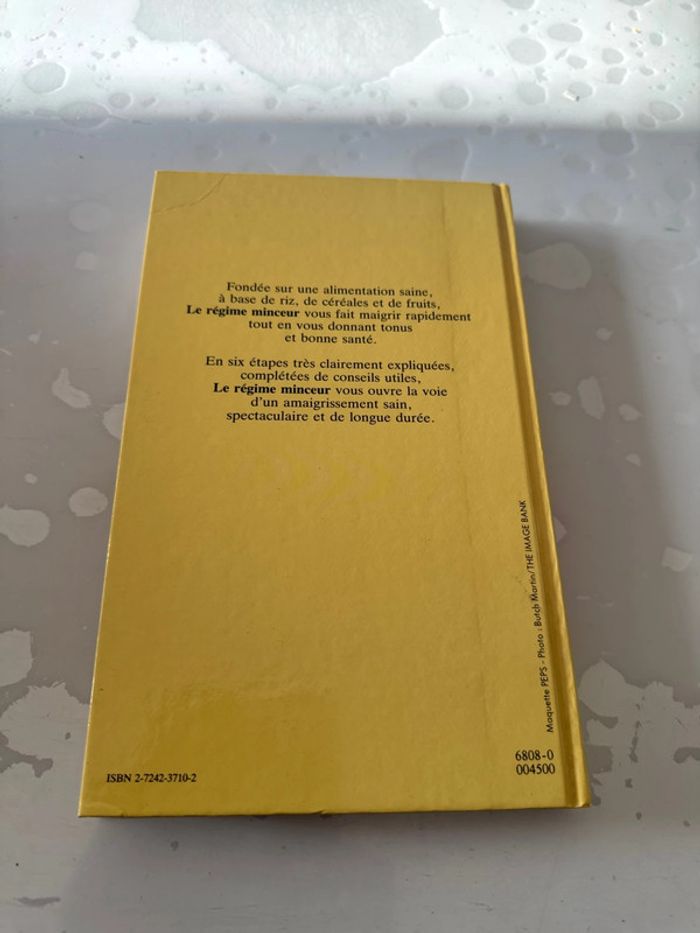 Fondée sur une alimentation saine,
à base de riz, de céréales et de fruits,
Le régime minceur vous fait maigrir rapidement
tout en vous donnant tonus
et bonne santé.
En six étapes très clairement expliquées,
complétées de conseils utiles,
Le régime minceur vous ouvre la voie
d'un amaigrissement sain,
spectaculaire et de longue durée.
Maquette PEPS - Photo : Butch Martin/THE IMAGE BANK
6808-0
004500
ISBN 2-7242-3710-2